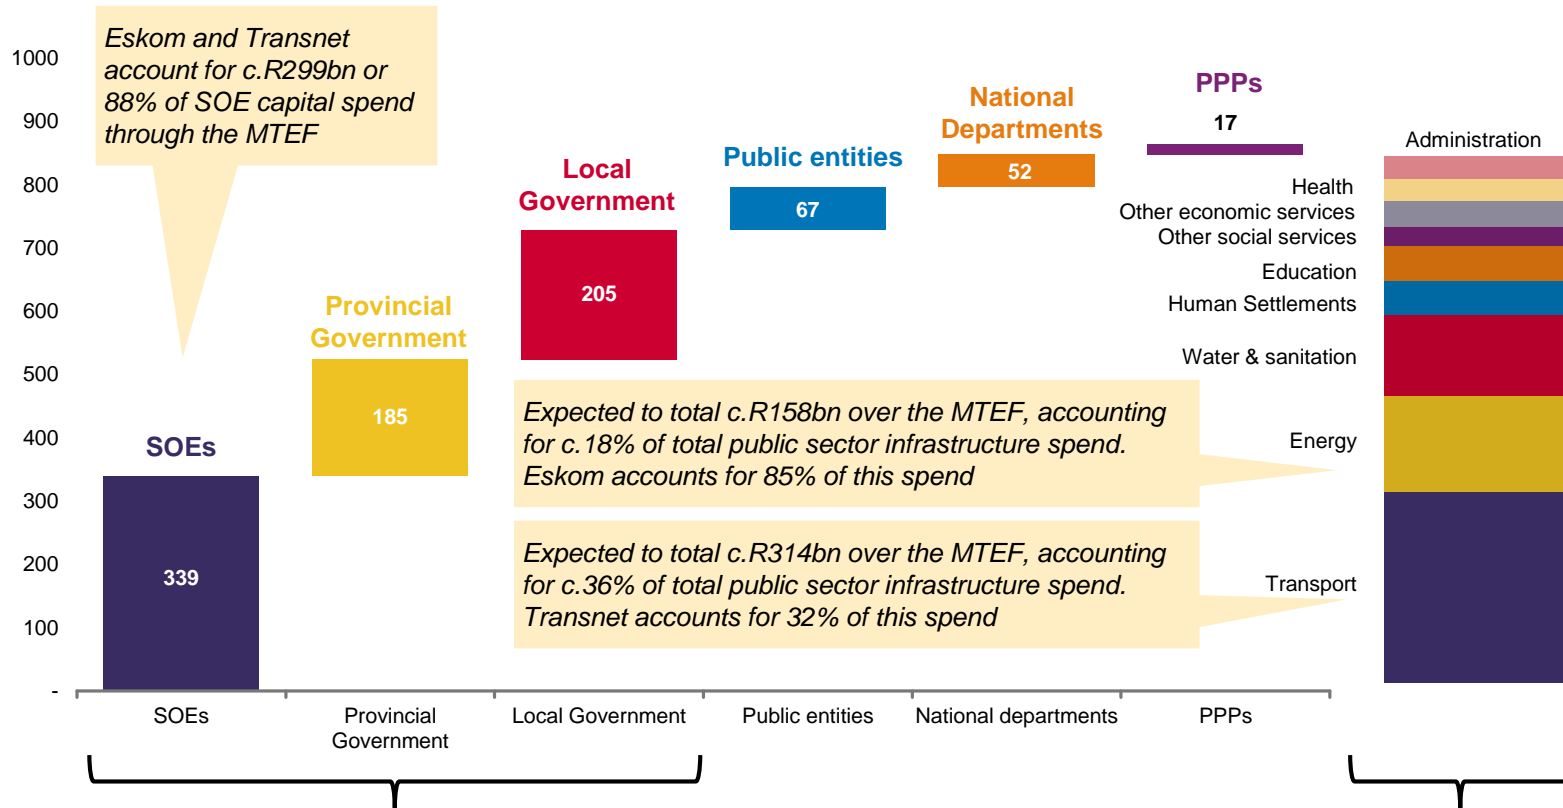 Eskom and Transnet
account for c.R299bn or
88% of SOE capital spend
through the MTEF
1000
900
800
700
600
500
400
300
200
100
-
SOEs
339
Provincial
Government
185
Local
Government
205
Public entities
67
National
Departments
52
PPPs
17
Expected to total c.R158bn over the MTEF, accounting
for c.18% of total public sector infrastructure spend.
Eskom accounts for 85% of this spend
Expected to total c.R314bn over the MTEF, accounting
for c.36% of total public sector infrastructure spend.
Transnet accounts for 32% of this spend
Administration
Health
Other economic services
Other social services
Education
Human Settlements
Water & sanitation
Energy
Transport
SOEs
Provincial
Government
Local Government
Public entities
National departments
PPPs